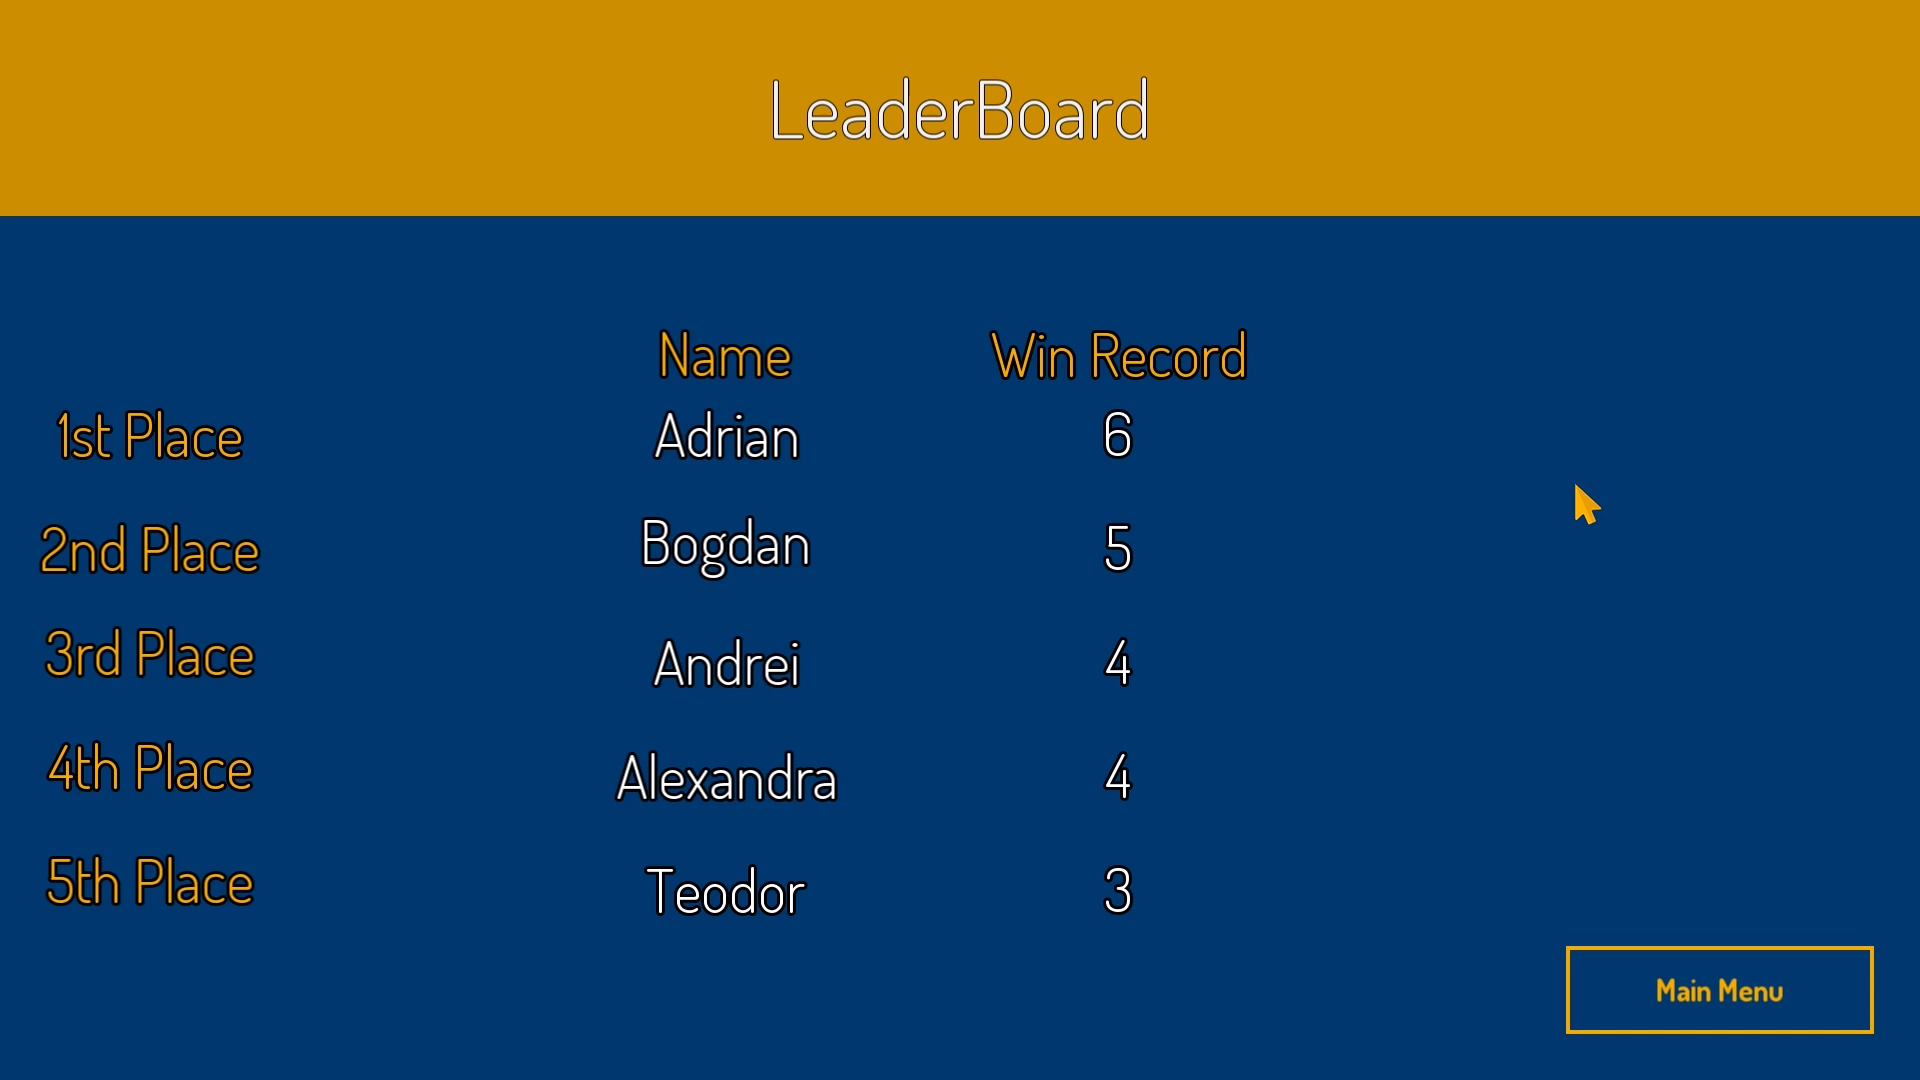 LeaderBoard
Name Win Record
1st Place Adrian 6
2nd Place Bogdan 5
3rd Place Andrei 4
4th Place Alexandra 4
5th Place Teodor 3
Main Menu